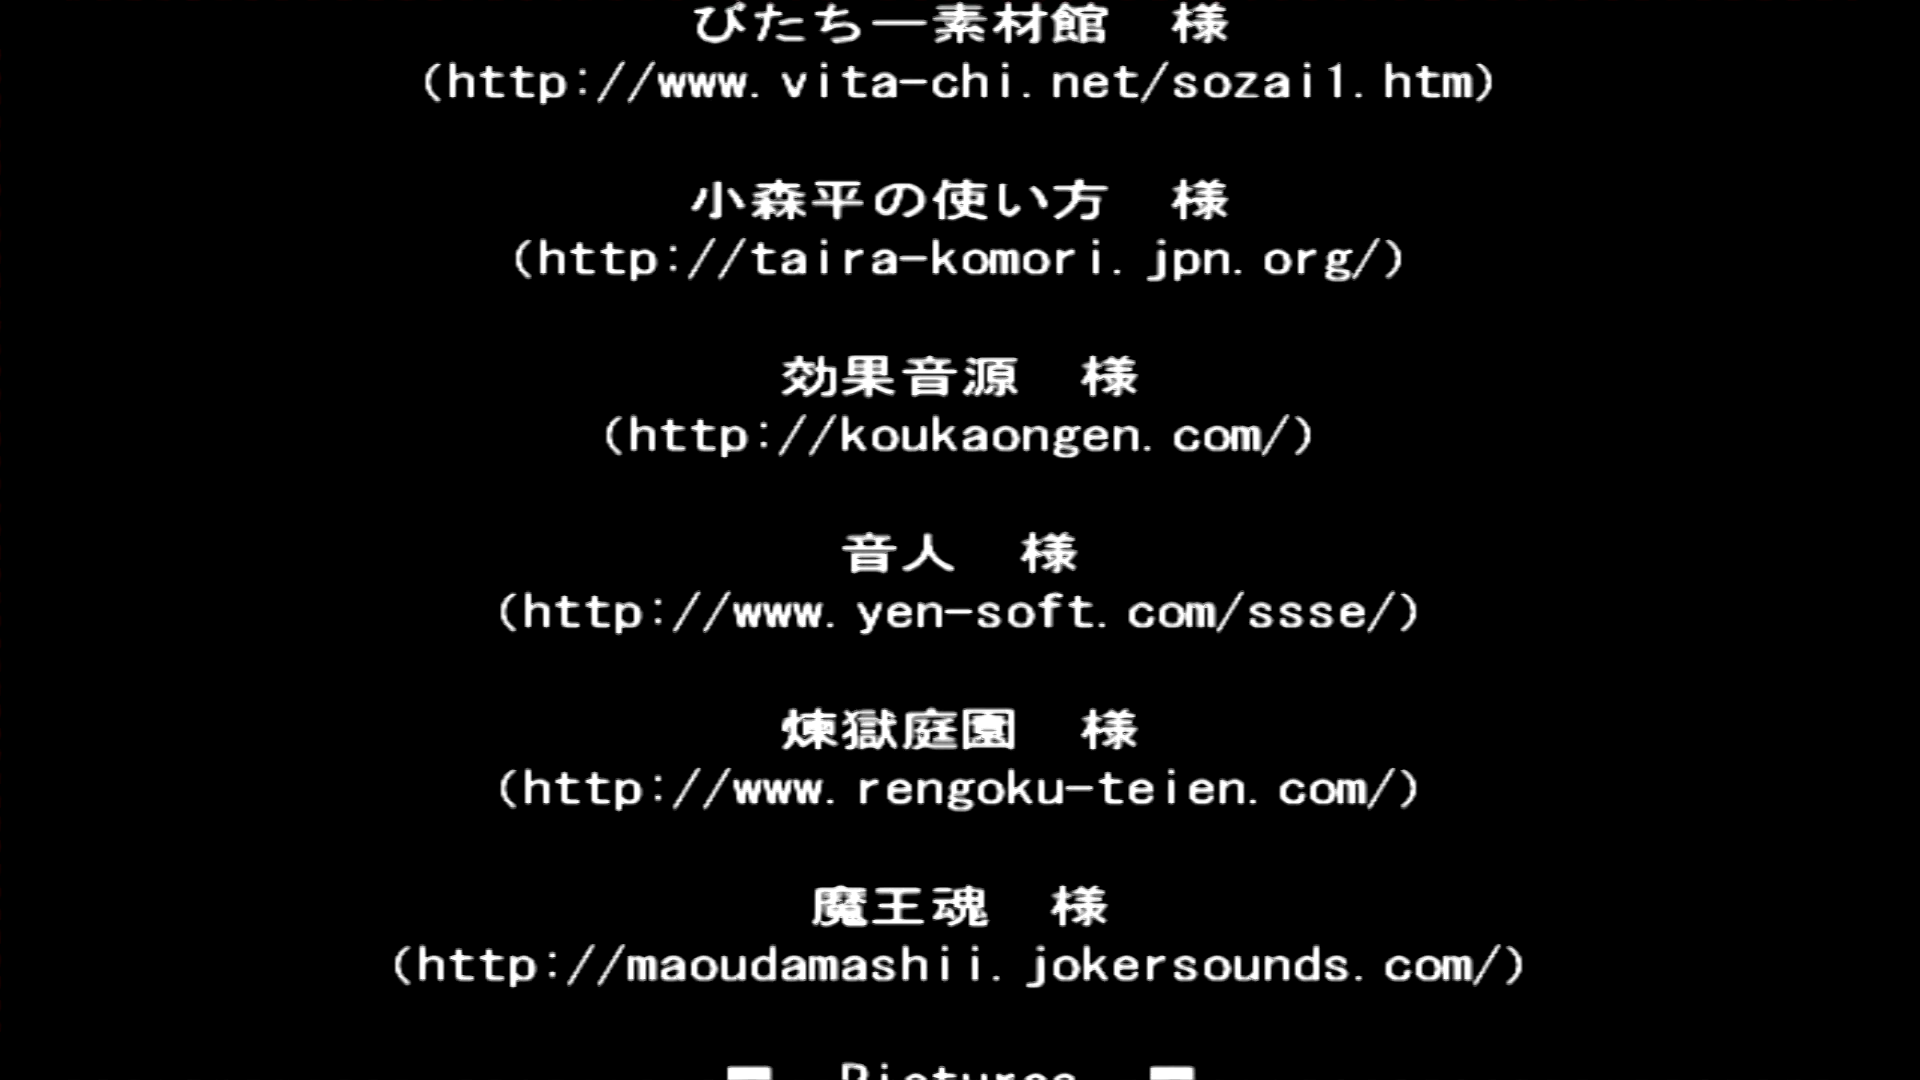 びたちー素材館　様
(http://www.vita-chi.net/sozai1.htm)
小森平の使い方　様
(http://taira-komori.jpn.org/)
効果音源　様
(http://koukaongen.com/)
音人　様
(http://www.yen-soft.com/ssse/)
煉獄庭園　様
(http://www.rengoku-teien.com/)
魔王魂　様
(http://maoudamashii.jokersounds.com/)
■　Pictures　■